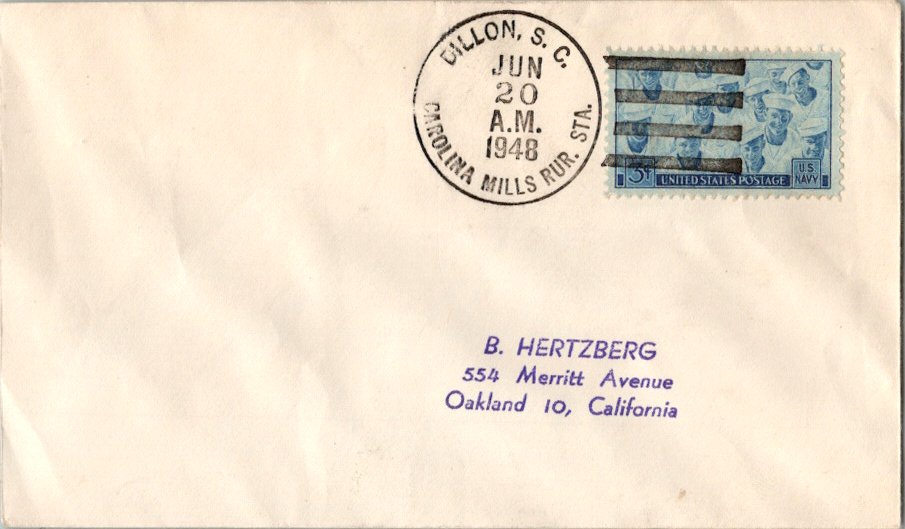 DILLON, S. C.
JUN
20
A.M.
1948
CAROLINA MILLS RUR. STA.
3¢
UNITED STATES POSTAGE
U.S.
NAVY
B. HERTZBERG
554 Merritt Avenue
Oakland 10, California